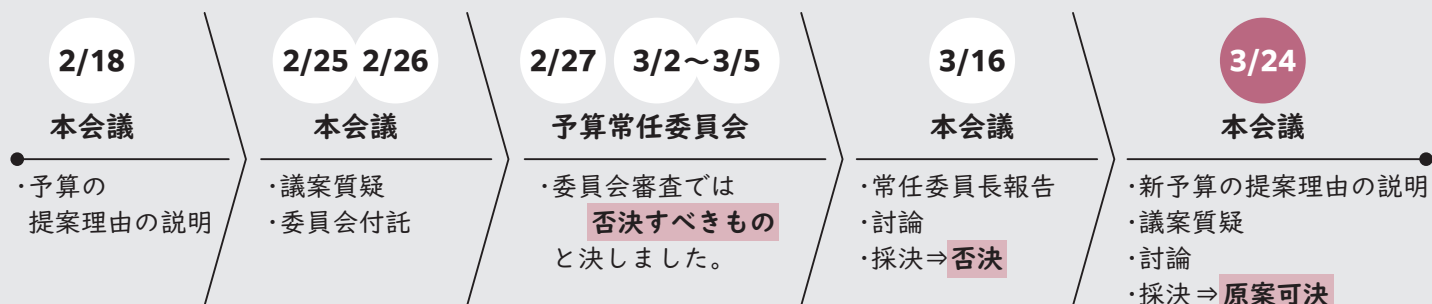 2/18
本会議
・予算の
提案理由の説明
2/25 2/26
本会議
・議案質疑
・委員会付託
2/27 3/2〜3/5
予算常任委員会
・委員会審査では
否決すべきもの
と決しました。
3/16
本会議
・常任委員長報告
・討論
・採決⇒否決
3/24
本会議
・新予算の提案理由の説明
・議案質疑
・討論
・採決⇒原案可決